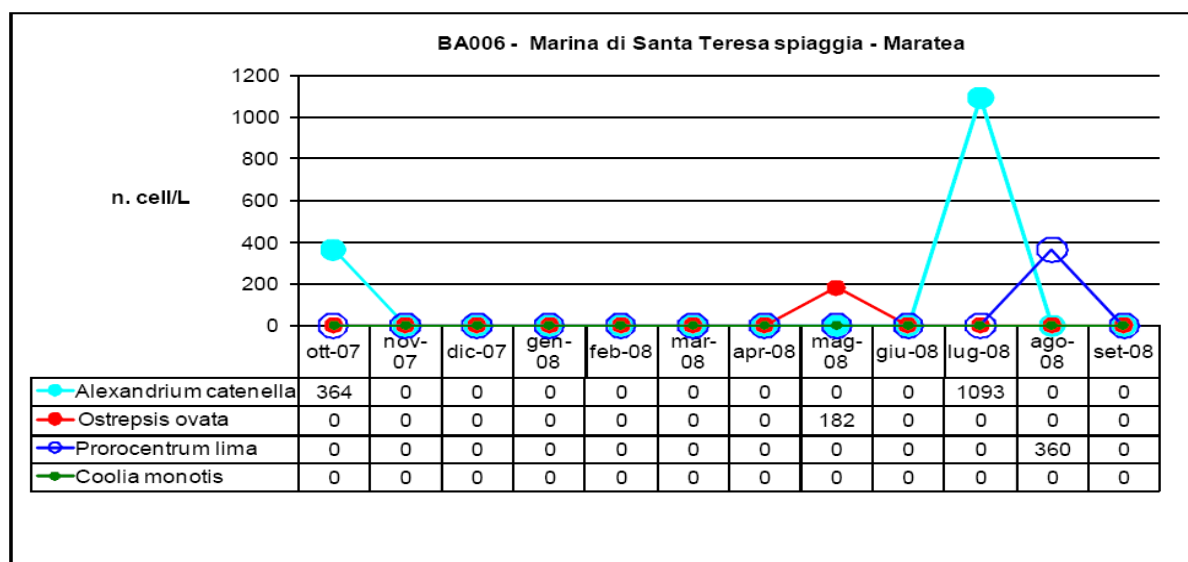 BA006 - Marina di Santa Teresa spiaggia - Maratea
1200
1000
800
600
400
200
0
n. cell/L
ott-07 nov-07 dic-07 gen-08 feb-08 mar-08 apr-08 mag-08 giu-08 lug-08 ago-08 set-08
Alexandrium catenella 364 0 0 0 0 0 0 0 0 1093 0 0
Ostrepsis ovata 0 0 0 0 0 0 0 182 0 0 0 0
Prorocentrum lima 0 0 0 0 0 0 0 0 0 0 360 0
Coolia monotis 0 0 0 0 0 0 0 0 0 0 0 0